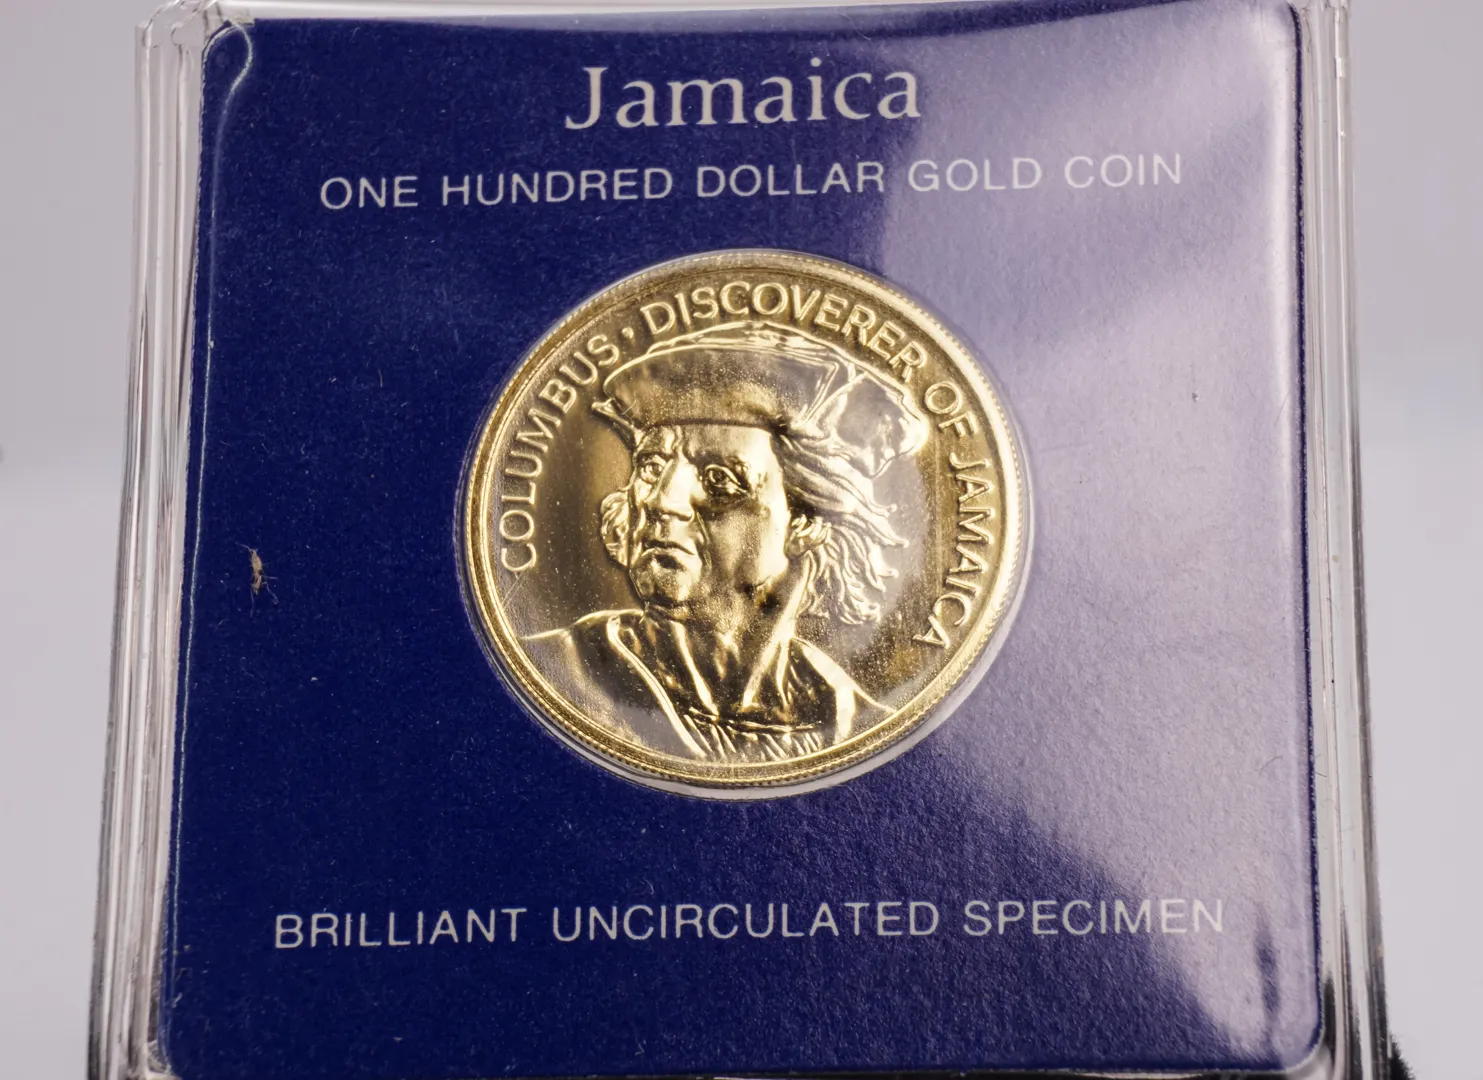 Jamaica
ONE HUNDRED DOLLAR GOLD COIN
COLUMBUS • DISCOVERER OF JAMAICA
BRILLIANT UNCIRCULATED SPECIMEN